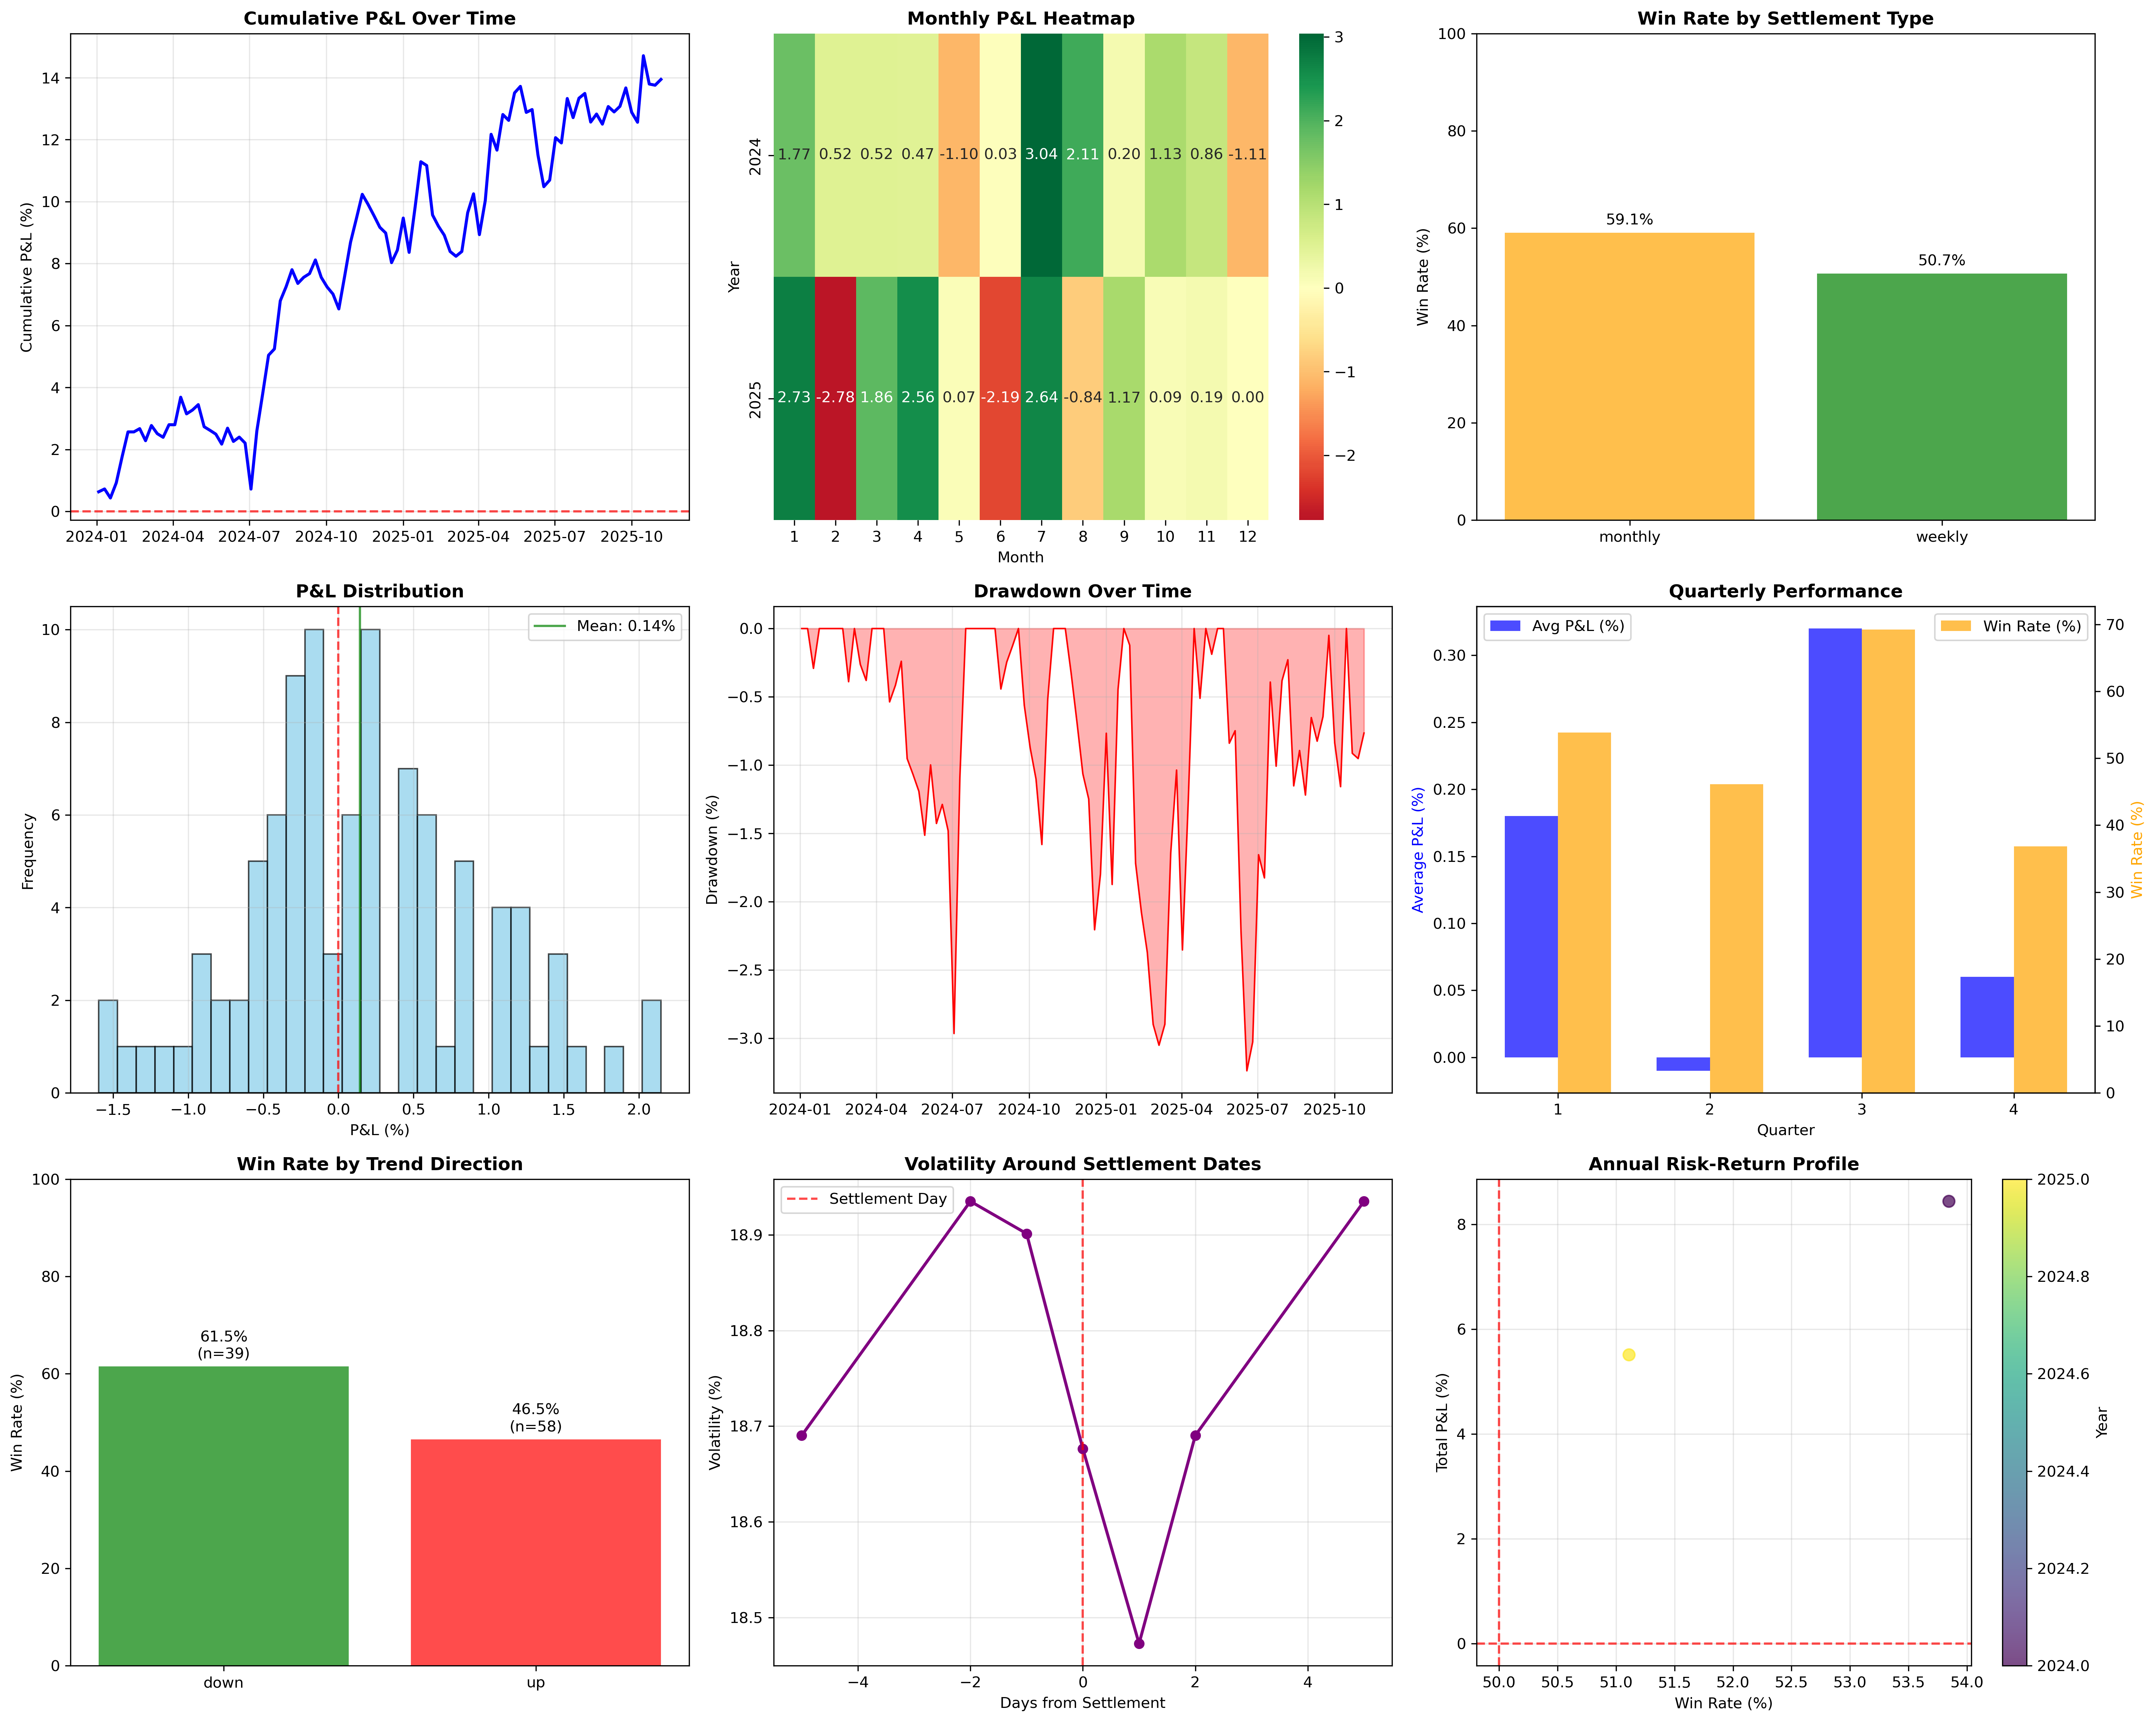 Cumulative P&L Over Time
Cumulative P&L (%)
14
12
10
8
6
4
2
0
2024-01 2024-04 2024-07 2024-10 2025-01 2025-04 2025-07 2025-10
Monthly P&L Heatmap
Year
2024
2025
1.77 0.52 0.52 0.47 -1.10 0.03 3.04 2.11 0.20 1.13 0.86 -1.11
2.73 -2.78 1.86 2.56 0.07 -2.19 2.64 -0.84 1.17 0.09 0.19 0.00
1 2 3 4 5 6 7 8 9 10 11 12
Month
3
2
1
0
−1
−2
Win Rate by Settlement Type
Win Rate (%)
100
80
60
40
20
0
59.1%
50.7%
monthly weekly
P&L Distribution
Frequency
10
8
6
4
2
0
Mean: 0.14%
−1.5 −1.0 −0.5 0.0 0.5 1.0 1.5 2.0
P&L (%)
Drawdown Over Time
Drawdown (%)
0.0
−0.5
−1.0
−1.5
−2.0
−2.5
−3.0
2024-01 2024-04 2024-07 2024-10 2025-01 2025-04 2025-07 2025-10
Quarterly Performance
Avg P&L (%)
Win Rate (%)
Average P&L (%)
0.30
0.25
0.20
0.15
0.10
0.05
0.00
70
60
50
40
30
20
10
0
Win Rate (%)
1 2 3 4
Quarter
Win Rate by Trend Direction
Win Rate (%)
100
80
60
40
20
0
61.5%
(n=39)
46.5%
(n=58)
down up
Volatility Around Settlement Dates
Settlement Day
Volatility (%)
18.9
18.8
18.7
18.6
18.5
−4 −2 0 2 4
Days from Settlement
Annual Risk-Return Profile
Total P&L (%)
8
6
4
2
0
50.0 50.5 51.0 51.5 52.0 52.5 53.0 53.5 54.0
Win Rate (%)
2025.0
2024.8
2024.6
2024.4
2024.2
2024.0
Year